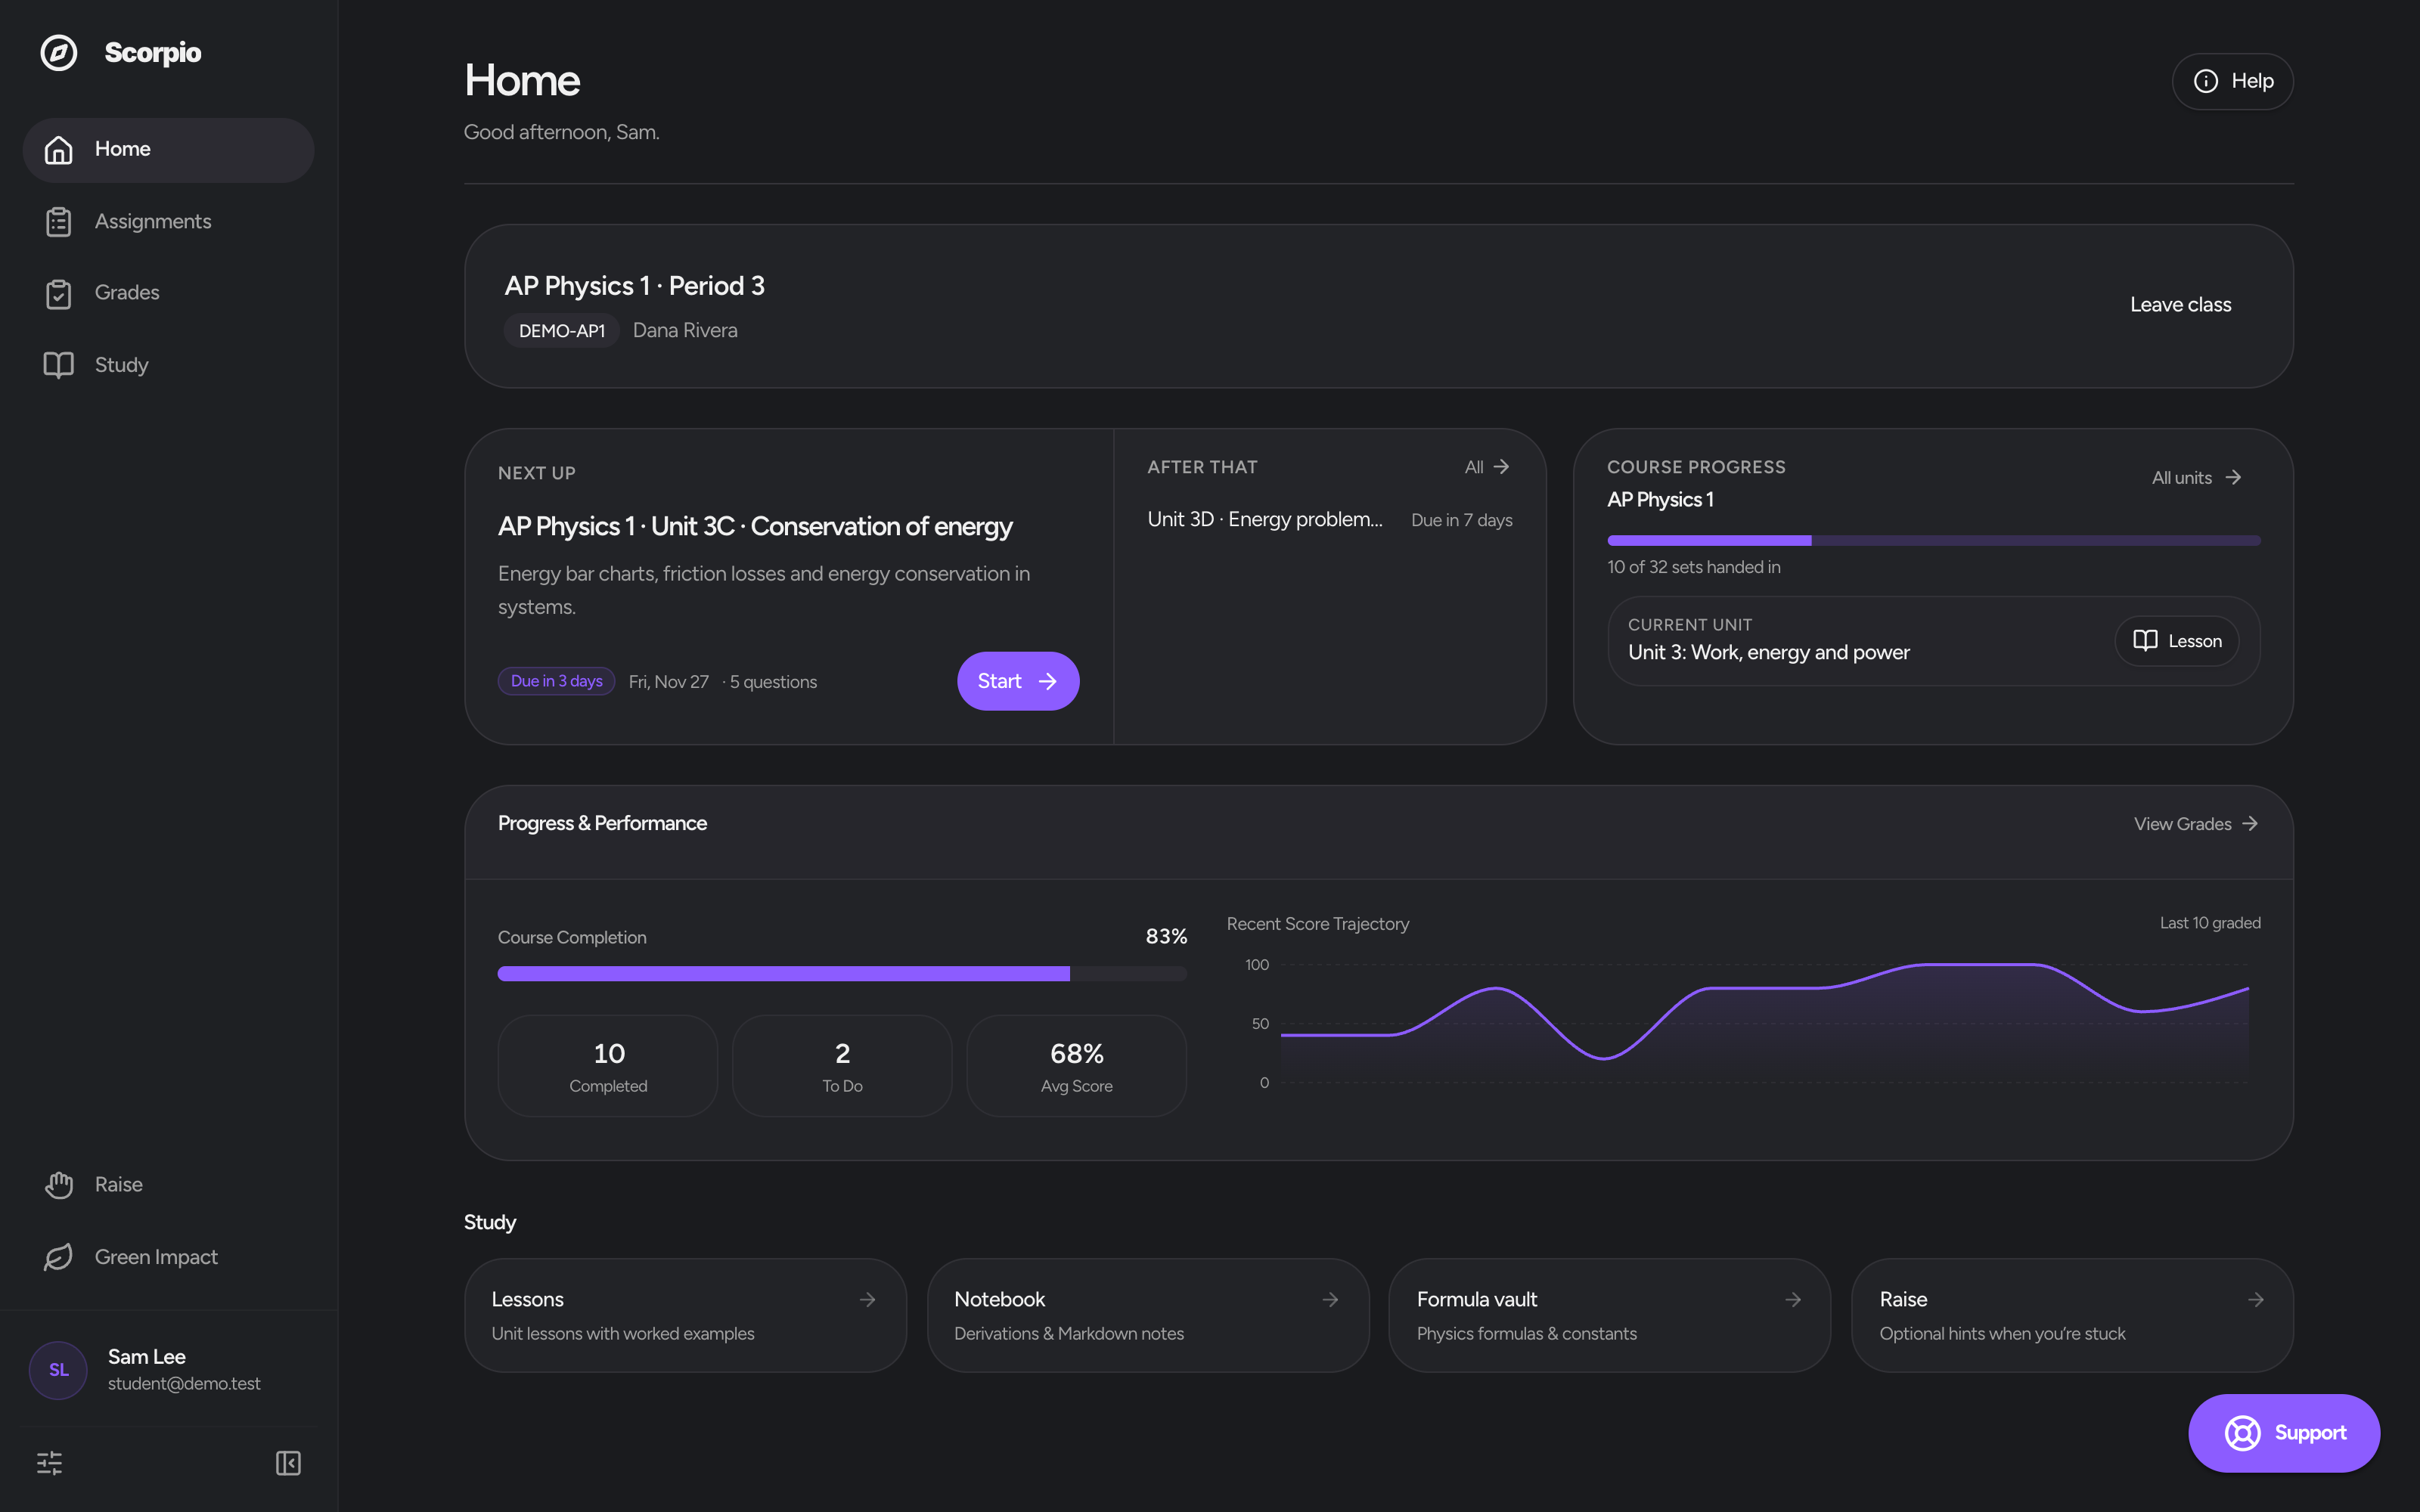 Scorpio
Home
Assignments
Grades
Study
Raise
Green Impact
SL
Sam Lee
student@demo.test
Home
Help
Good afternoon, Sam.
AP Physics 1 · Period 3
DEMO-AP1 Dana Rivera
Leave class
NEXT UP
AP Physics 1 · Unit 3C · Conservation of energy
Energy bar charts, friction losses and energy conservation in
systems.
Due in 3 days Fri, Nov 27 · 5 questions
Start
AFTER THAT
All
Unit 3D · Energy problem... Due in 7 days
COURSE PROGRESS
All units
AP Physics 1
10 of 32 sets handed in
CURRENT UNIT
Unit 3: Work, energy and power
Lesson
Progress & Performance
View Grades
Course Completion 83%
10
Completed
2
To Do
68%
Avg Score
Recent Score Trajectory
Last 10 graded
100
50
0
Study
Lessons
Unit lessons with worked examples
Notebook
Derivations & Markdown notes
Formula vault
Physics formulas & constants
Raise
Optional hints when you're stuck
Support